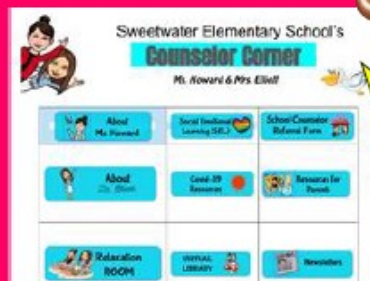 Sweetwater Elementary School's
Counselor Corner
Ms. Howard & Mrs. Elliott
About
Ms. Howard
Social Emotional
Learning (SEL)
School Counselor
Referral Form
About
Covid-19
Resources
Resources for
Parents
Relaxation
ROOM
VIRTUAL
LIBRARY
Newsletters